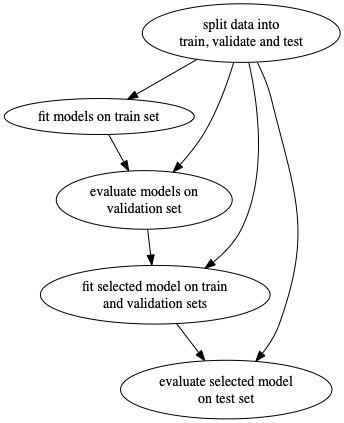 split data into
train, validate and test
fit models on train set
evaluate models on
validation set
fit selected model on train
and validation sets
evaluate selected model
on test set